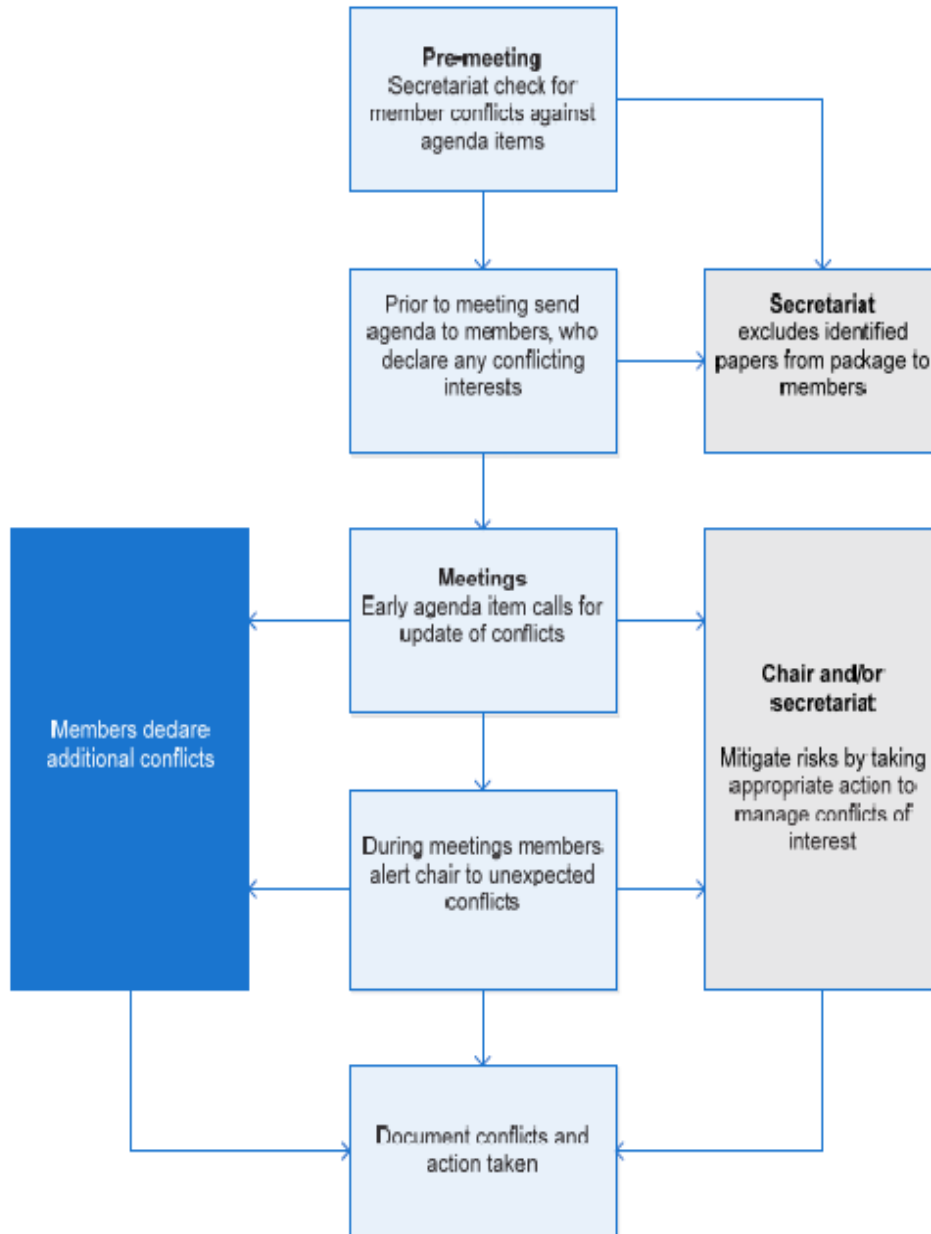 Pre-meeting
Secretariat check for
member conflicts against
agenda items
Prior to meeting send
agenda to members, who
declare any conflicting
interests
Secretariat
excludes identified
papers from package to
members
Meetings
Early agenda item calls for
update of conflicts
Members declare
additional conflicts
Chair and/or
secretariat
Mitigate risks by taking
appropriate action to
manage conflicts of
interest
During meetings members
alert chair to unexpected
conflicts
Document conflicts and
action taken